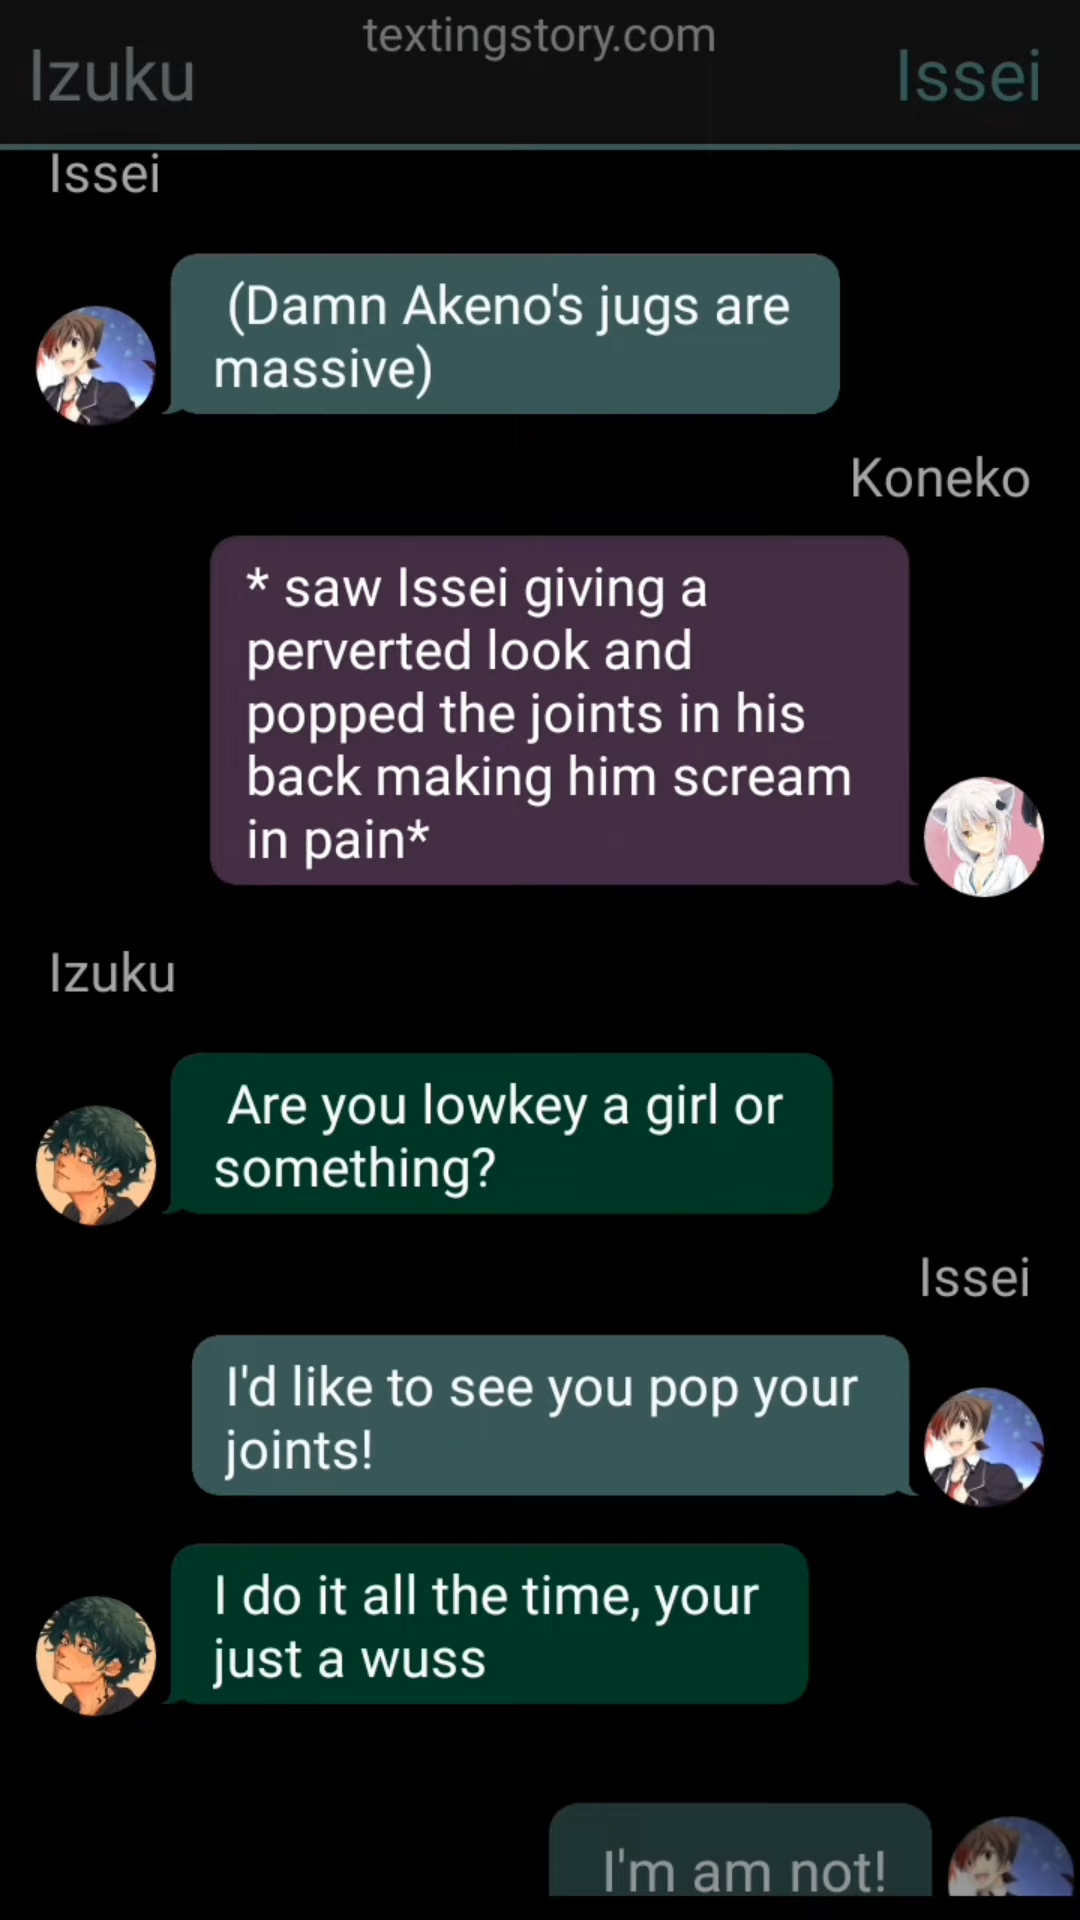 textingstory.com
Izuku
Issei
Issei
(Damn Akeno's jugs are
massive)
Koneko
* saw Issei giving a
perverted look and
popped the joints in his
back making him scream
in pain*
Izuku
Are you lowkey a girl or
something?
Issei
I'd like to see you pop your
joints!
I do it all the time, your
just a wuss
I'm am not!